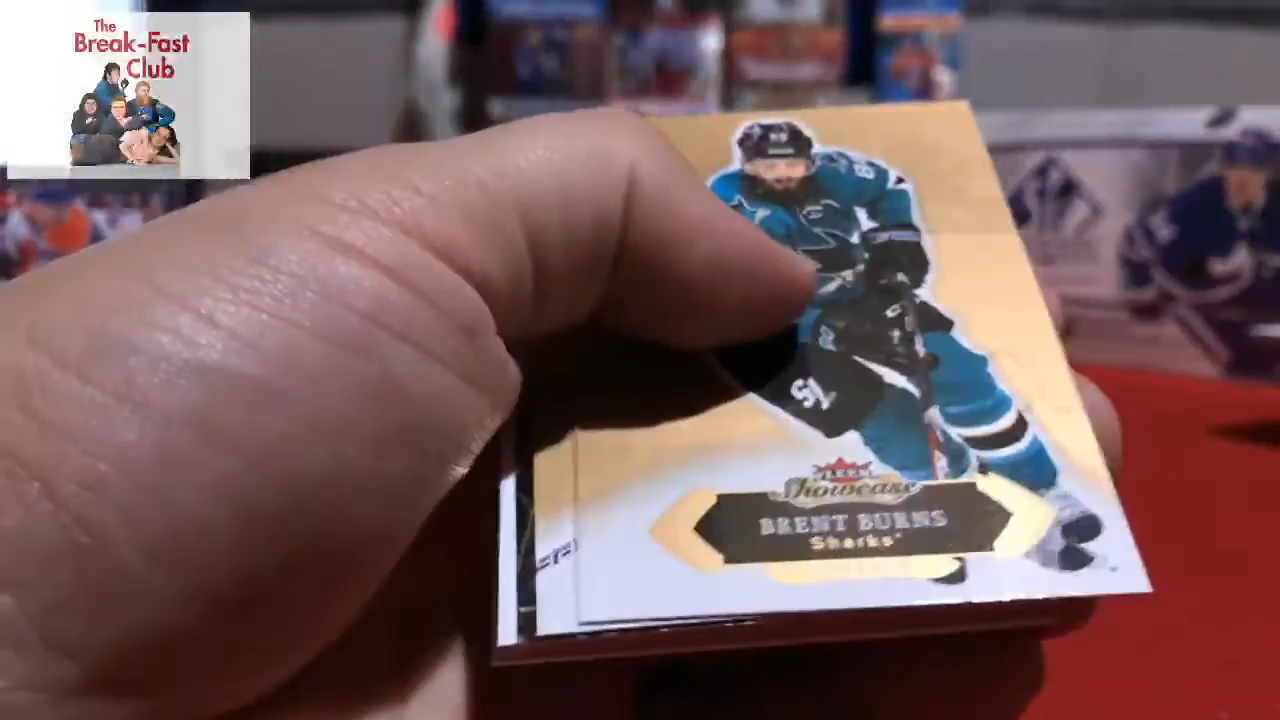 The
Break-Fast
Club
FLEER
Showcase
BRENT BURNS
Sharks